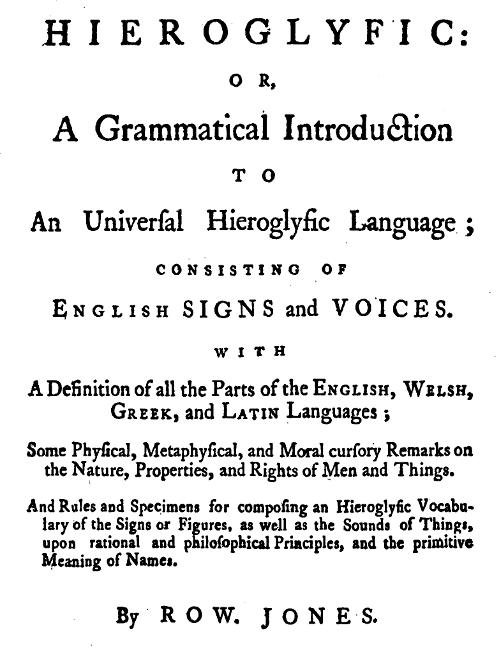 HIEROGLYFIC:
OR,
A Grammatical Introduction
TO
An Univerſal Hieroglyfic Language;
CONSISTING OF
ENGLISH SIGNS and VOICES.
WITH
A Definition of all the Parts of the ENGLISH, WELSH,
GREEK, and LATIN Languages;
Some Phyſical, Metaphyſical, and Moral curſory Remarks on
the Nature, Properties, and Rights of Men and Things.
And Rules and Specimens for compoſing an Hieroglyfic Vocabu-
lary of the Signs or Figures, as well as the Sounds of Things,
upon rational and philoſophical Principles, and the primitive
Meaning of Names.
By ROW. JONES.